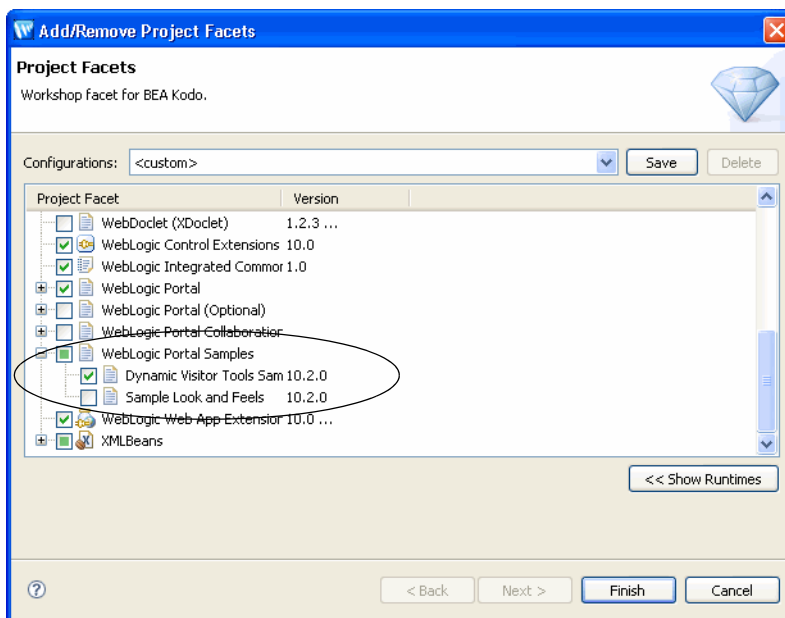 Add/Remove Project Facets
Project Facets
Workshop facet for BEA Kodo.
Configurations: <custom> Save Delete
Project Facet Version
WebDoclet (XDoclet) 1.2.3 ...
WebLogic Control Extensions 10.0
WebLogic Integrated Commor 1.0
WebLogic Portal
WebLogic Portal (Optional)
WebLogic Portal Collaboration
WebLogic Portal Samples
Dynamic Visitor Tools Sam 10.2.0
Sample Look and Feels 10.2.0
WebLogic Web App Extension 10.0 ...
XMLBeans
<< Show Runtimes
? < Back Next > Finish Cancel